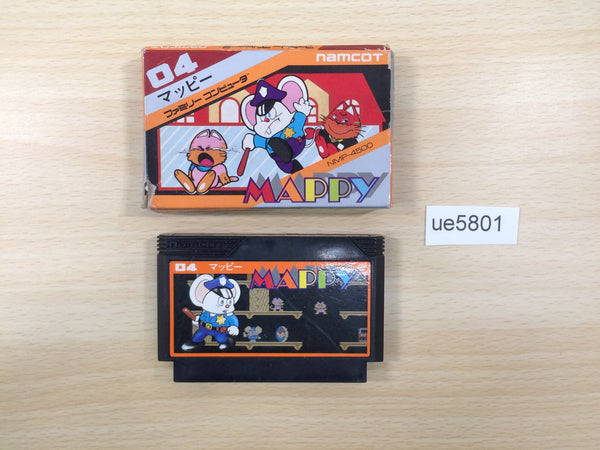 04
マッピー
ファミリーコンピュータ
namcot
NMP-4500
MAPPY
ue5801
04 マッピー
MAPPY